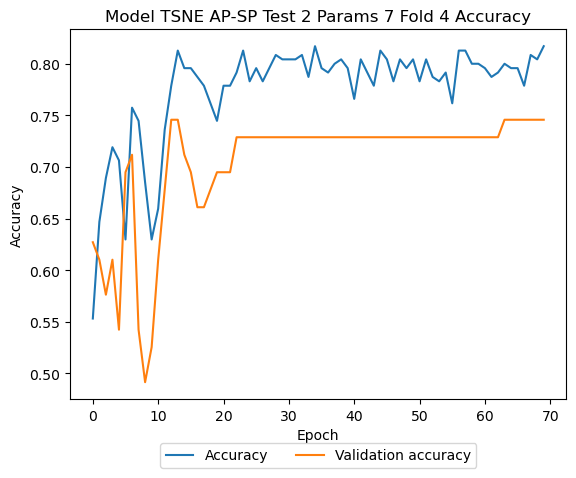 Model TSNE AP-SP Test 2 Params 7 Fold 4 Accuracy
Accuracy
0.80
0.75
0.70
0.65
0.60
0.55
0.50
0 10 20 30 40 50 60 70
Epoch
Accuracy Validation accuracy